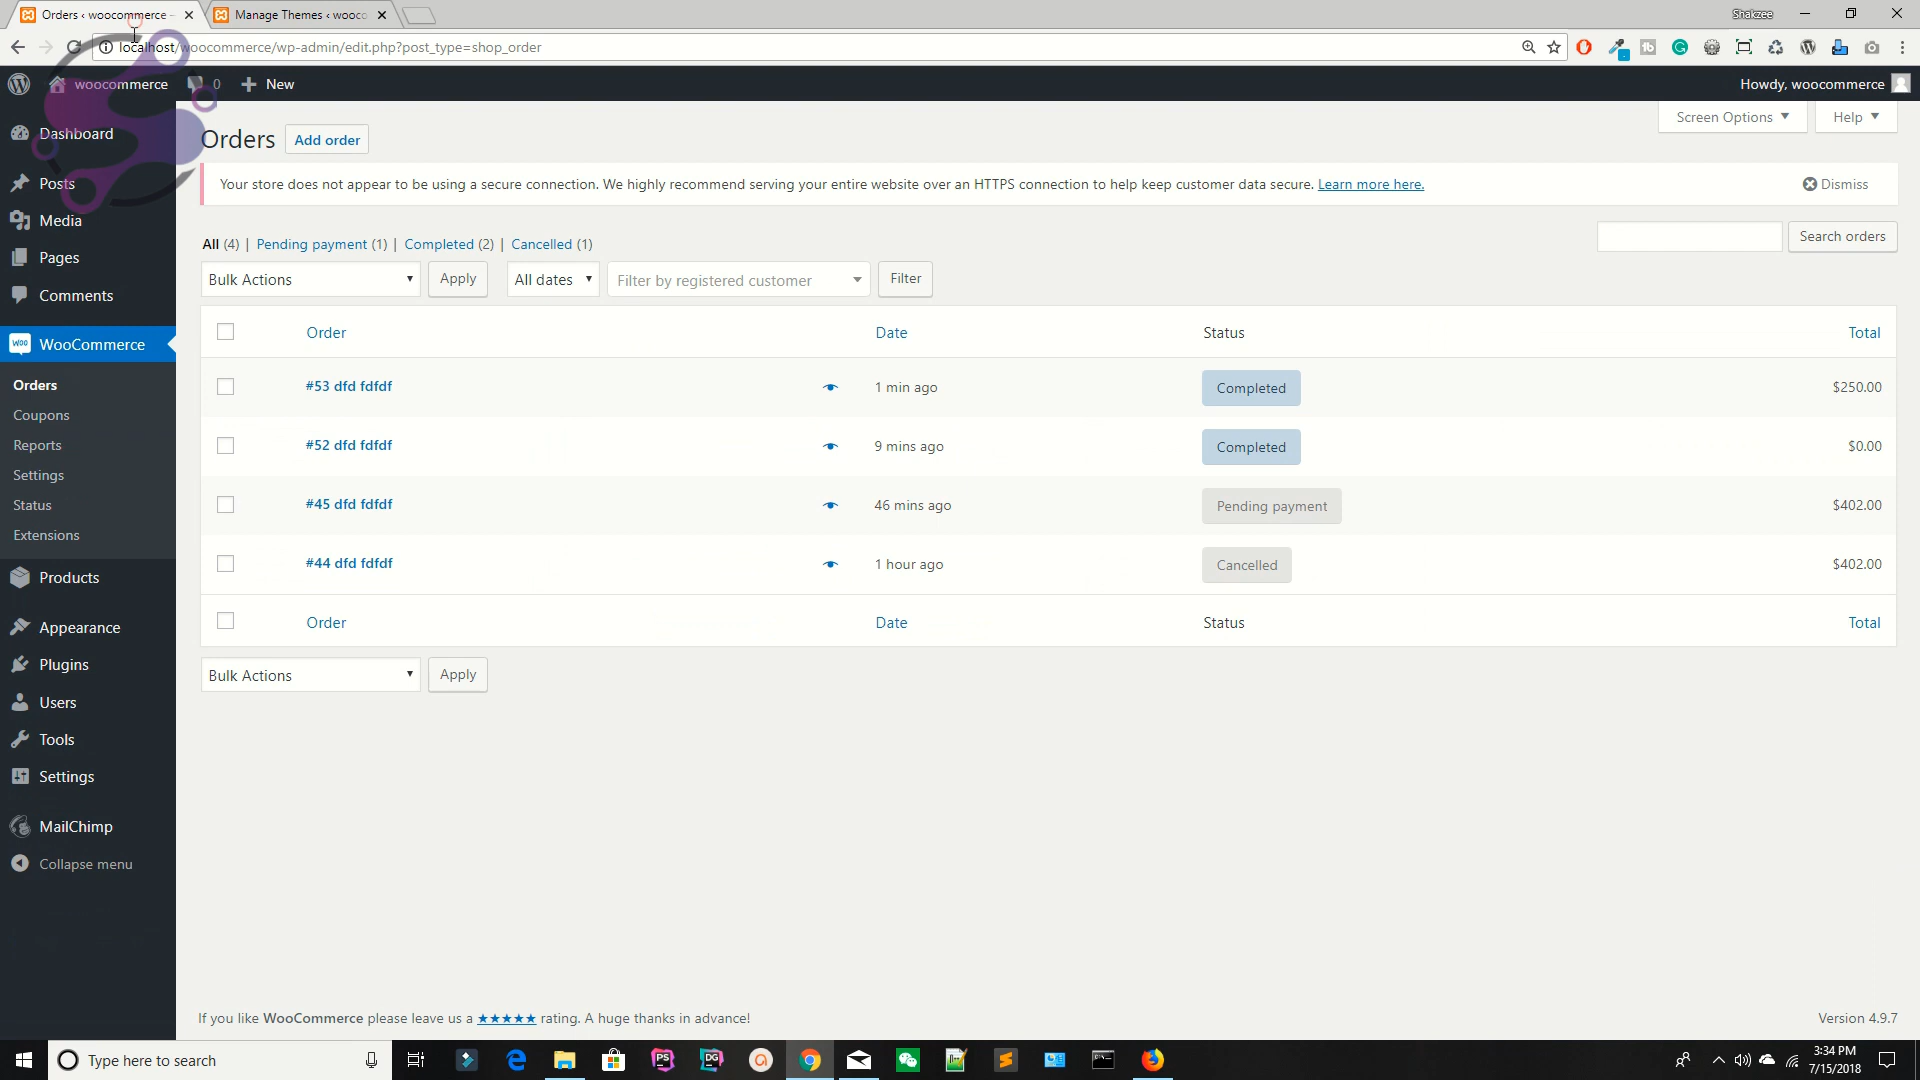 Orders ‹ woocommerce –
Manage Themes ‹ wooco
Shakzee
localhost/woocommerce/wp-admin/edit.php?post_type=shop_order
woocommerce
0
New
Howdy, woocommerce
Dashboard
Posts
Media
Pages
Comments
WooCommerce
Orders
Coupons
Reports
Settings
Status
Extensions
Products
Appearance
Plugins
Users
Tools
Settings
MailChimp
Collapse menu
Screen Options
Help
Orders
Add order
Your store does not appear to be using a secure connection. We highly recommend serving your entire website over an HTTPS connection to help keep customer data secure. Learn more here.
Dismiss
All (4) | Pending payment (1) | Completed (2) | Cancelled (1)
Search orders
Bulk Actions
Apply
All dates
Filter by registered customer
Filter
Order Date Status Total
#53 dfd fdfdf 1 min ago Completed $250.00
#52 dfd fdfdf 9 mins ago Completed $0.00
#45 dfd fdfdf 46 mins ago Pending payment $402.00
#44 dfd fdfdf 1 hour ago Cancelled $402.00
Order Date Status Total
Bulk Actions
Apply
If you like WooCommerce please leave us a ★★★★★ rating. A huge thanks in advance!
Version 4.9.7
Type here to search
PS
DG
3:34 PM
7/15/2018